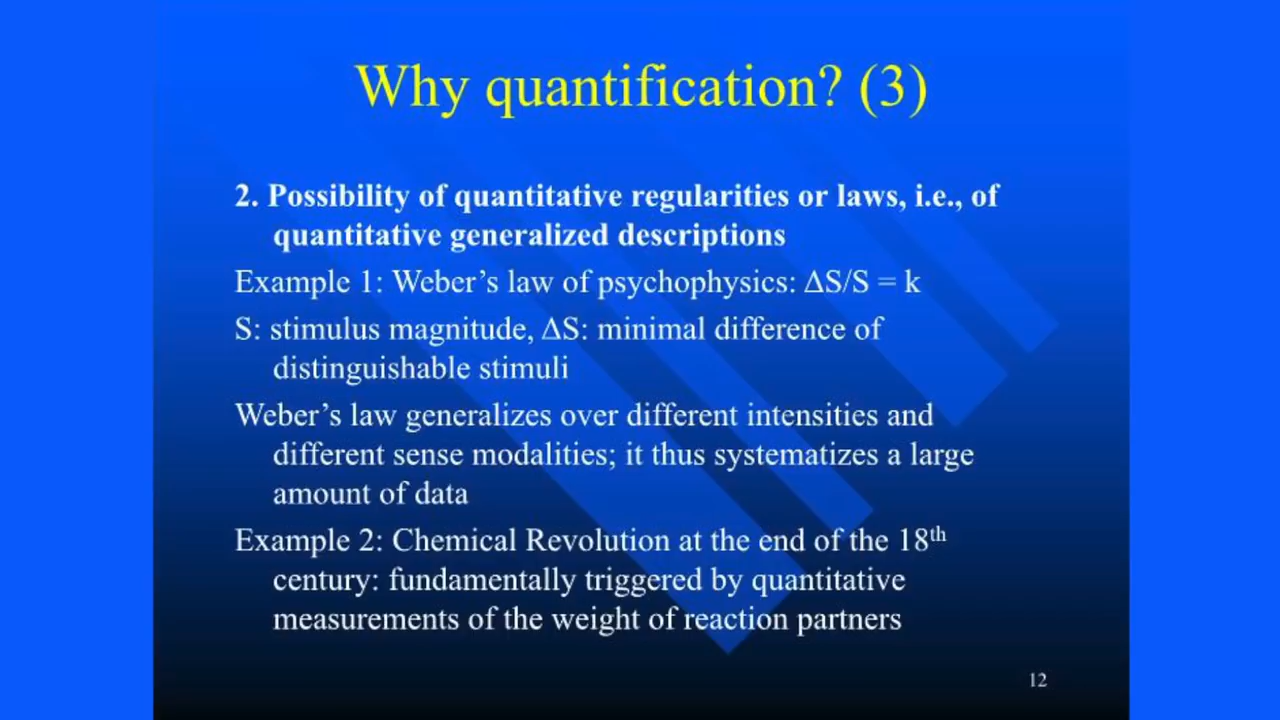 Why quantification? (3)
2. Possibility of quantitative regularities or laws, i.e., of
quantitative generalized descriptions
Example 1: Weber’s law of psychophysics: ΔS/S = k
S: stimulus magnitude, ΔS: minimal difference of
distinguishable stimuli
Weber’s law generalizes over different intensities and
different sense modalities; it thus systematizes a large
amount of data
Example 2: Chemical Revolution at the end of the 18th
century: fundamentally triggered by quantitative
measurements of the weight of reaction partners
12